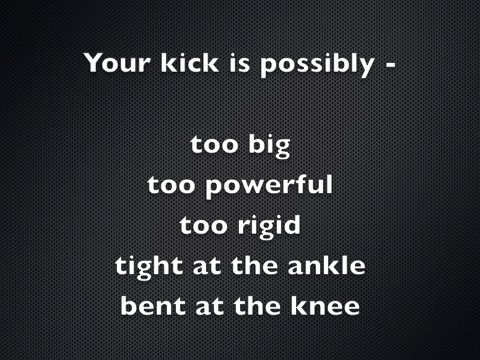 Your kick is possibly -
too big
too powerful
too rigid
tight at the ankle
bent at the knee